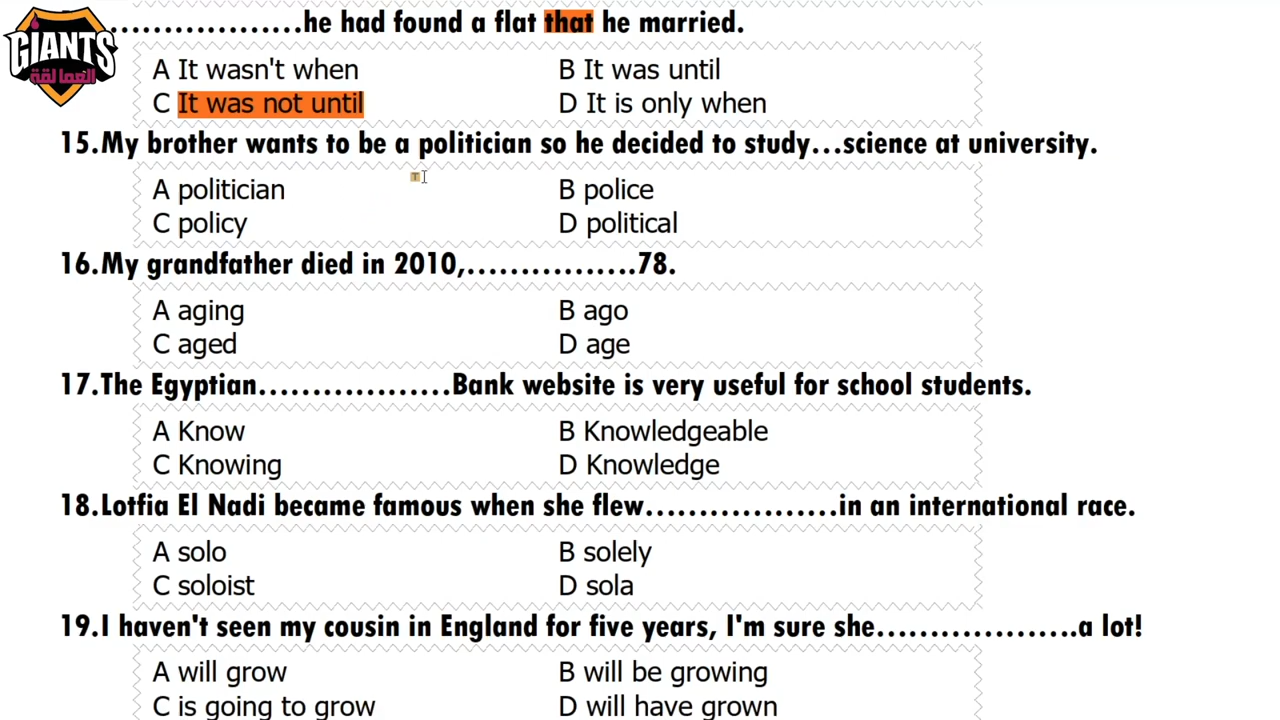 GIANTS
العمالقة
..................he had found a flat that he married.
A It wasn't when B It was until
C It was not until D It is only when
15.My brother wants to be a politician so he decided to study...science at university.
A politician B police
C policy D political
16.My grandfather died in 2010,................78.
A aging B ago
C aged D age
17.The Egyptian..................Bank website is very useful for school students.
A Know B Knowledgeable
C Knowing D Knowledge
18.Lotfia El Nadi became famous when she flew..................in an international race.
A solo B solely
C soloist D sola
19.I haven't seen my cousin in England for five years, I'm sure she...................a lot!
A will grow B will be growing
C is going to grow D will have grown